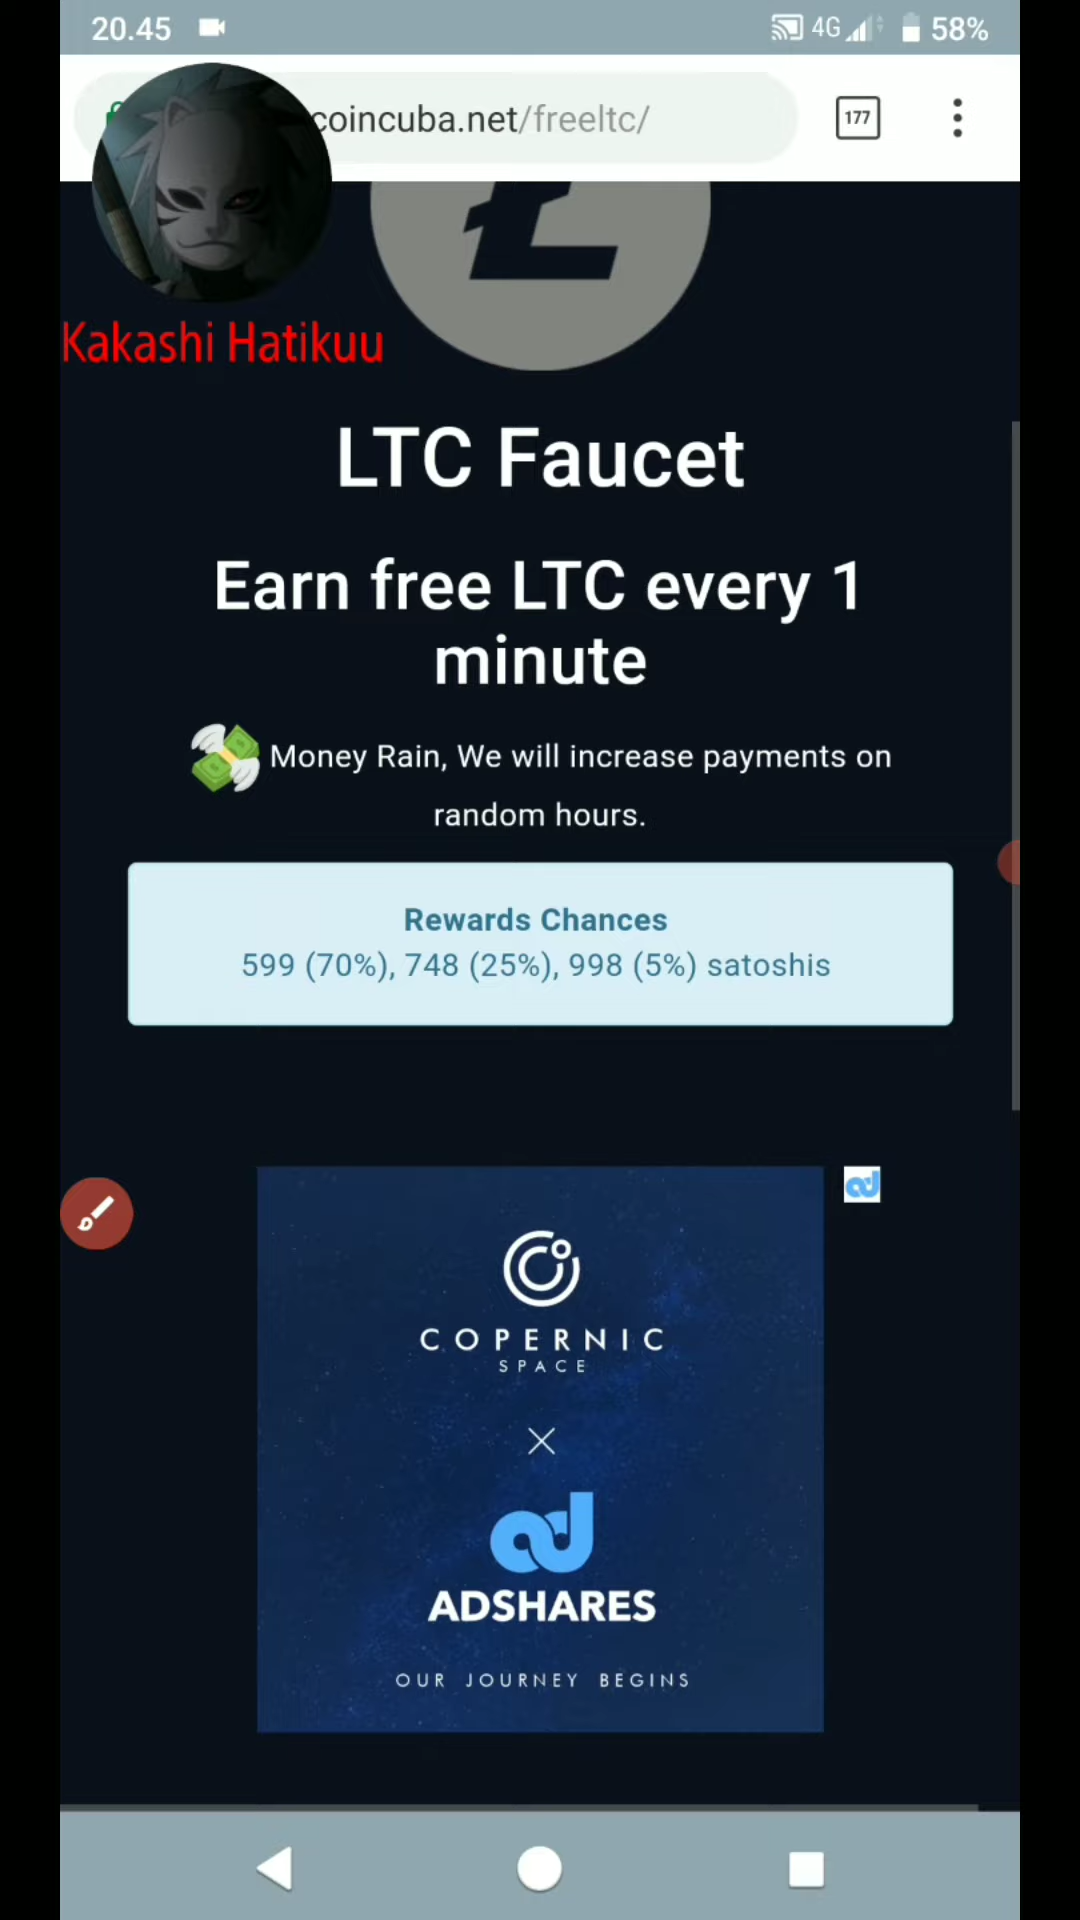 20.45
4G
58%
coincuba.net/freeltc/
177
Kakashi Hatikuu
LTC Faucet
Earn free LTC every 1
minute
Money Rain, We will increase payments on
random hours.
Rewards Chances
599 (70%), 748 (25%), 998 (5%) satoshis
COPERNIC
SPACE
ADSHARES
OUR JOURNEY BEGINS